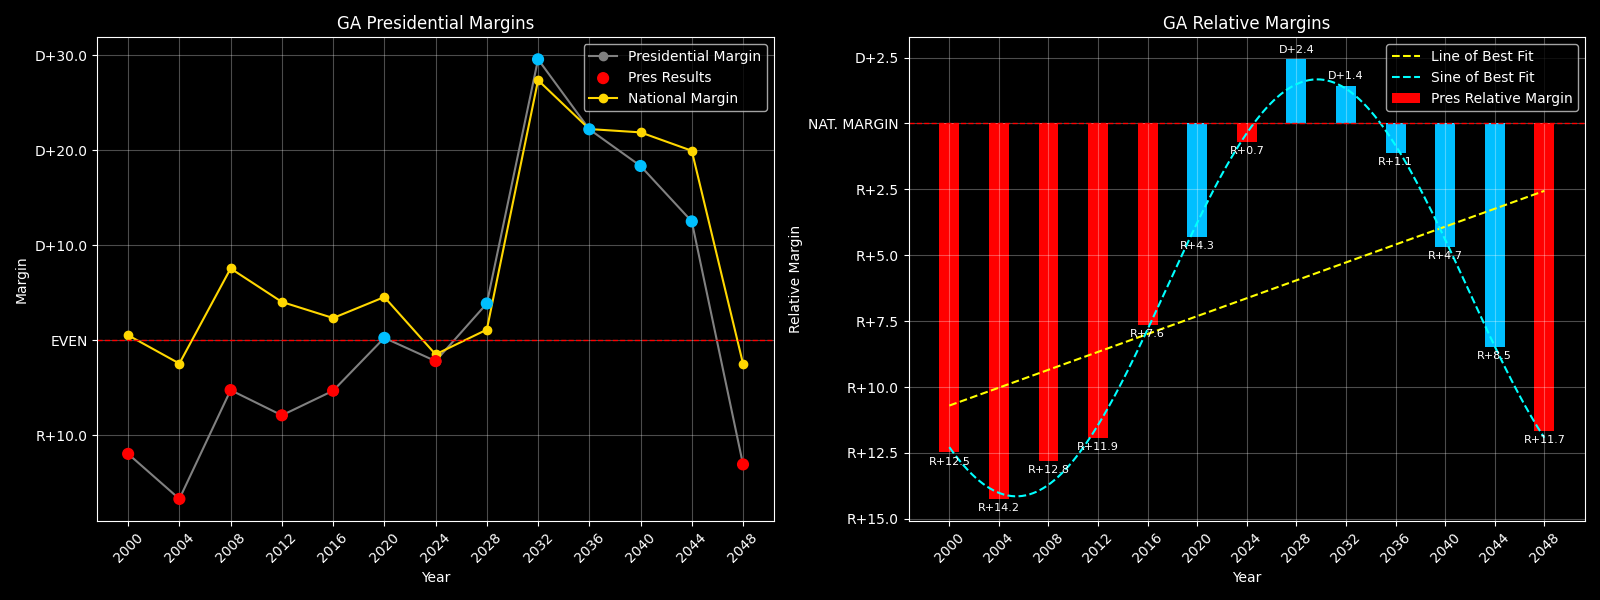 GA Presidential Margins
Presidential Margin
Pres Results
National Margin
D+30.0
D+20.0
D+10.0
EVEN
R+10.0
Margin
2000
2004
2008
2012
2016
2020
2024
2028
2032
2036
2040
2044
2048
Year
GA Relative Margins
Line of Best Fit
Sine of Best Fit
Pres Relative Margin
D+2.5
NAT. MARGIN
R+2.5
R+5.0
R+7.5
R+10.0
R+12.5
R+15.0
Relative Margin
R+12.5
R+14.2
R+12.8
R+11.9
R+7.6
R+4.3
R+0.7
D+2.4
D+1.4
R+1.1
R+4.7
R+8.5
R+11.7
2000
2004
2008
2012
2016
2020
2024
2028
2032
2036
2040
2044
2048
Year